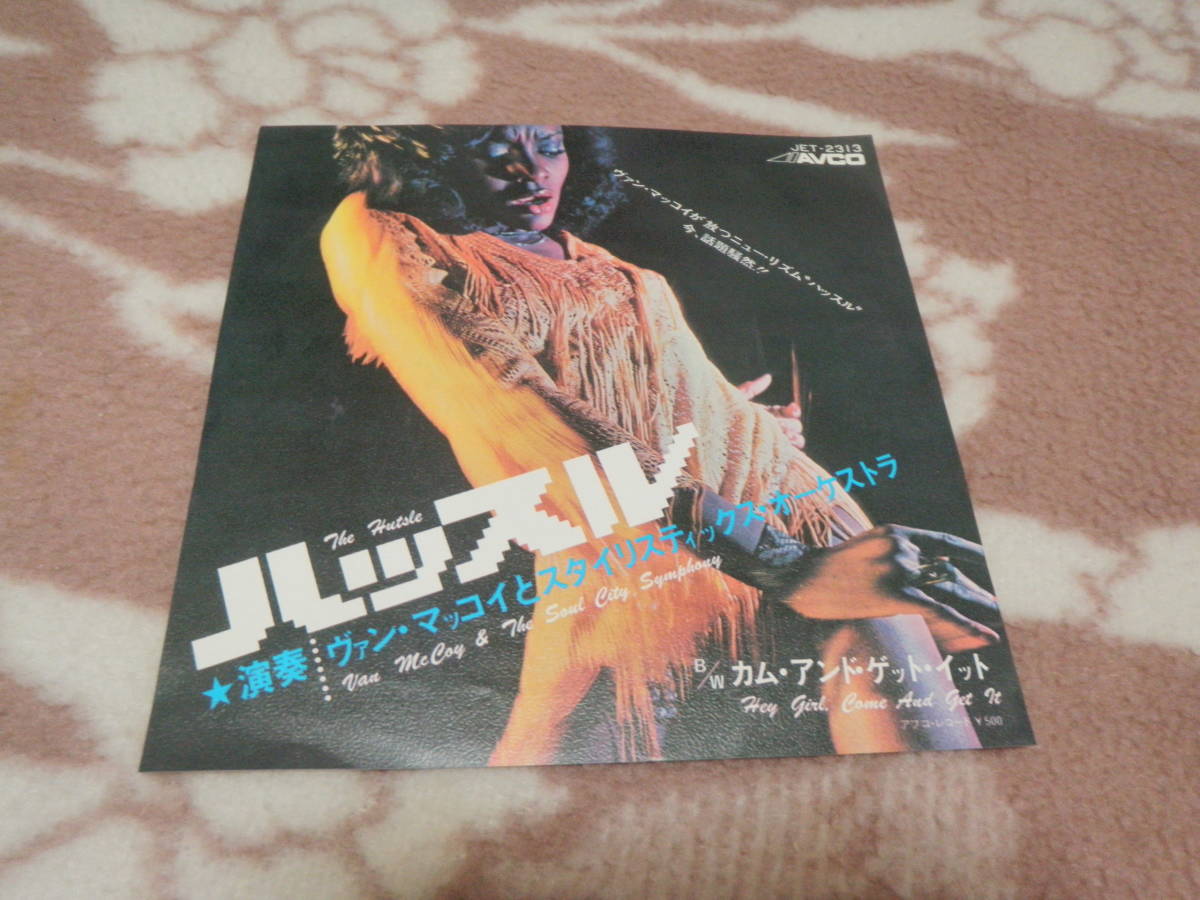 JET-2313
AVCO
ヴァン・マッコイが放つニュー・リズム“ハッスル”
今、話題騒然!!
The Hutsle
ハッスル
★演奏 ヴァン・マッコイとスタイリスティックス・オーケストラ
Van McCoy & The Soul City Symphony
B/W カム・アンド・ゲット・イット
Hey Girl, Come And Get It
アブコ・レコード ¥500